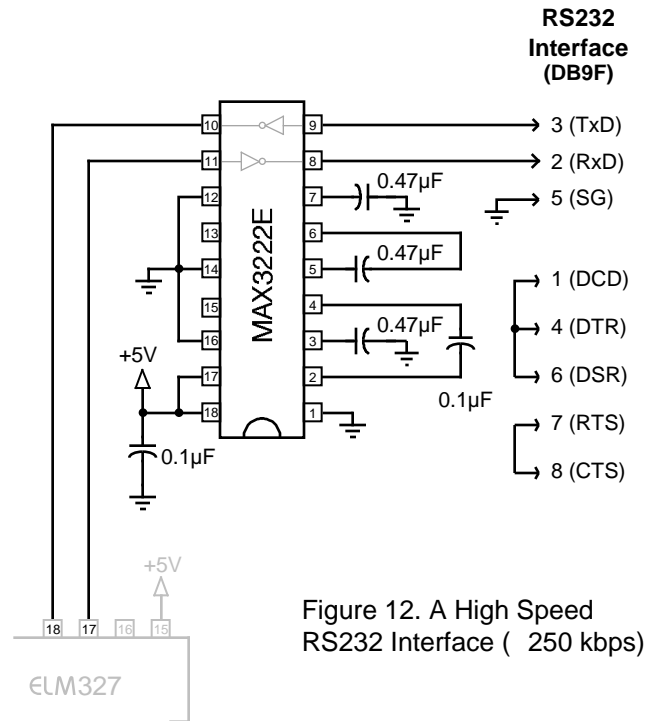 RS232
Interface
(DB9F)
10
9
3 (TxD)
11
8
2 (RxD)
12
7
0.47µF
5 (SG)
13
6
MAX3222E
0.47µF
14
5
1 (DCD)
15
4
0.47µF
4 (DTR)
16
3
+5V
17
2
6 (DSR)
0.1µF
18
1
7 (RTS)
0.1µF
8 (CTS)
+5V
Figure 12. A High Speed
RS232 Interface ( 250 kbps)
18
17
16
15
ELM327